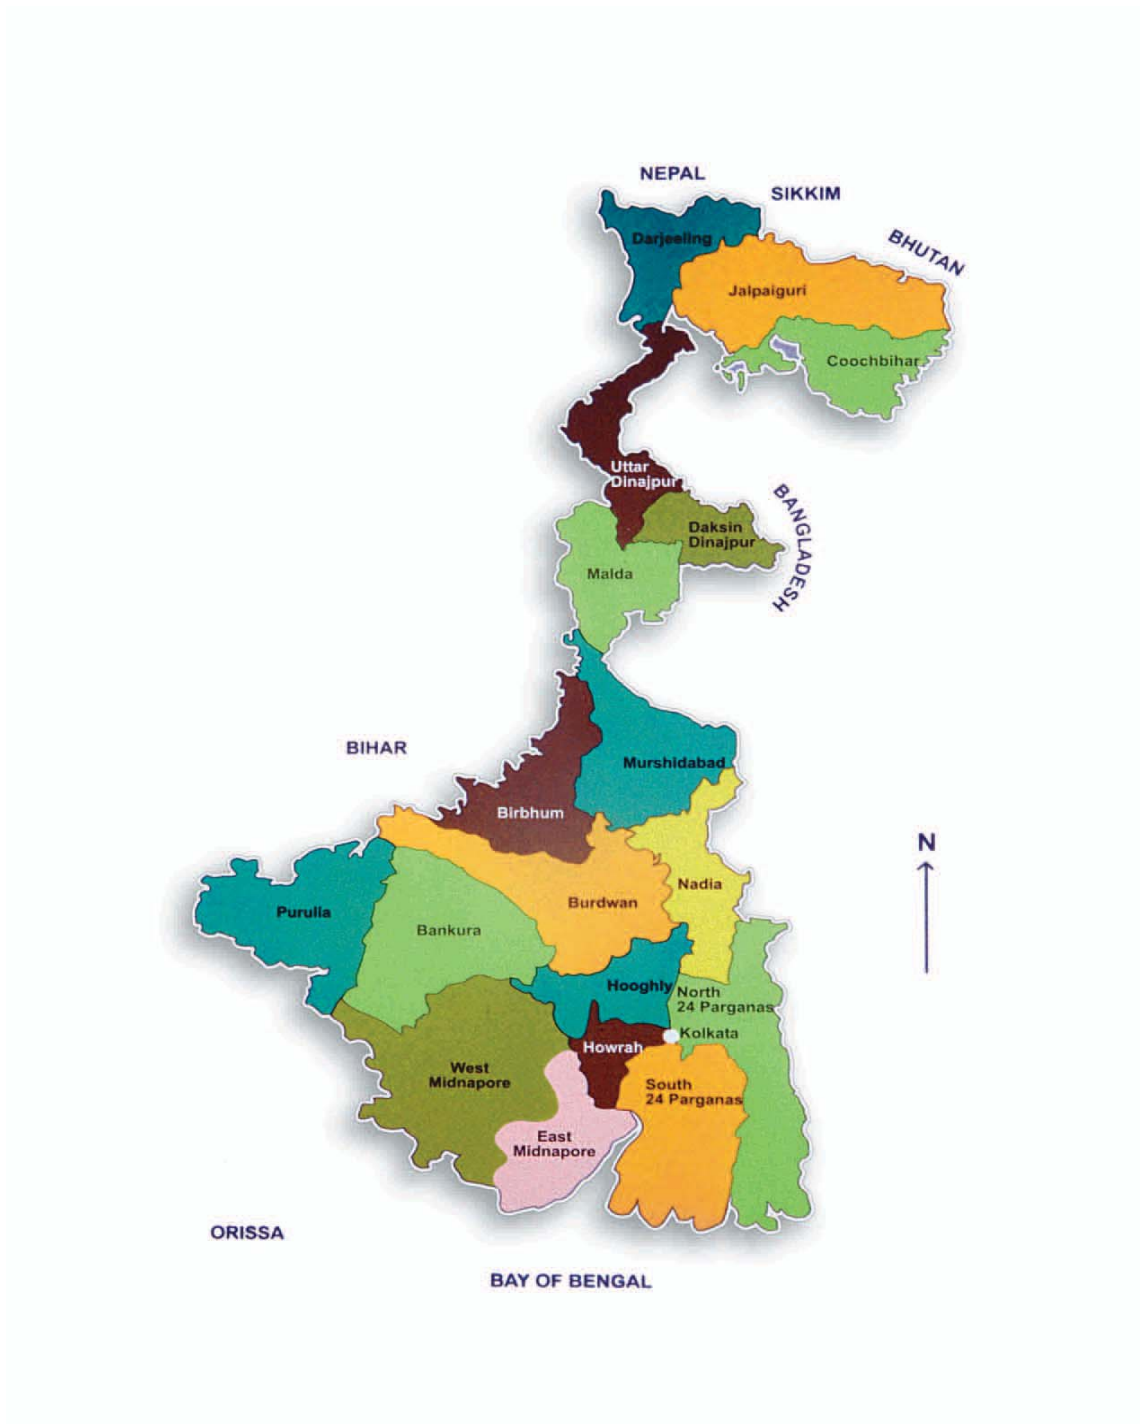 NEPAL
SIKKIM
BHUTAN
Darjeeling
Jalpaiguri
Coochbihar
Uttar
Dinajpur
BANGLADESH
Daksin
Dinajpur
Malda
BIHAR
Murshidabad
Birbhum
N
Nadia
Burdwan
Purulia
Bankura
Hooghly
North
24 Parganas
Kolkata
Howrah
West
Midnapore
South
24 Parganas
East
Midnapore
ORISSA
BAY OF BENGAL